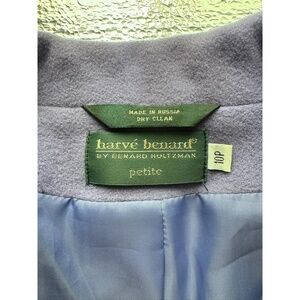 MADE IN RUSSIA
DRY CLEAN
harvé benard®
BY BENARD HOLTZMAN
petite
10P